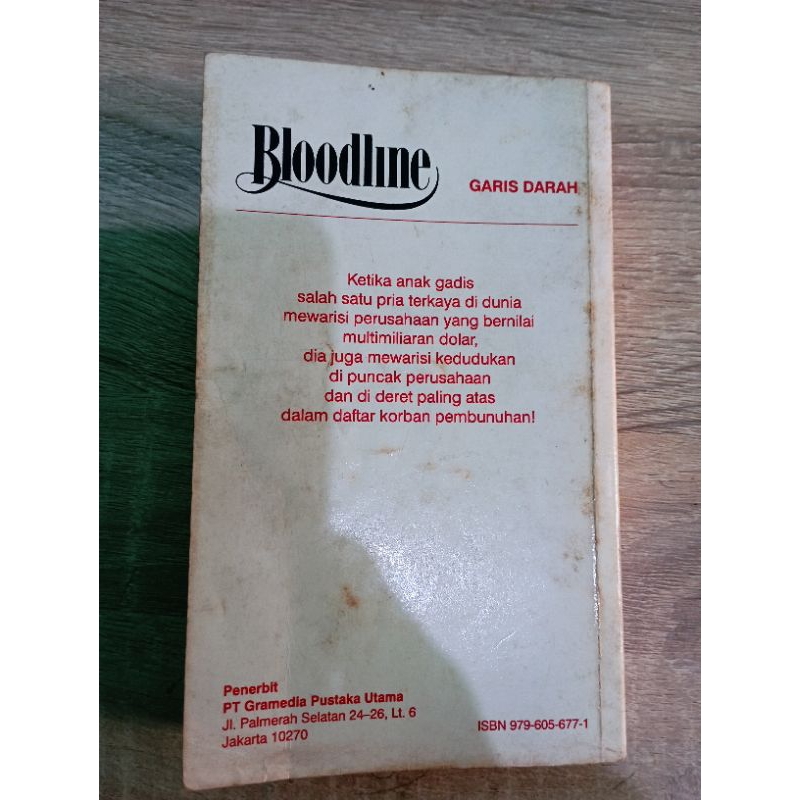 Bloodline
GARIS DARAH
Ketika anak gadis
salah satu pria terkaya di dunia
mewarisi perusahaan yang bernilai
multimiliaran dolar,
dia juga mewarisi kedudukan
di puncak perusahaan
dan di deret paling atas
dalam daftar korban pembunuhan!
Penerbit
PT Gramedia Pustaka Utama
Jl. Palmerah Selatan 24–26, Lt. 6
Jakarta 10270
ISBN 979-605-677-1